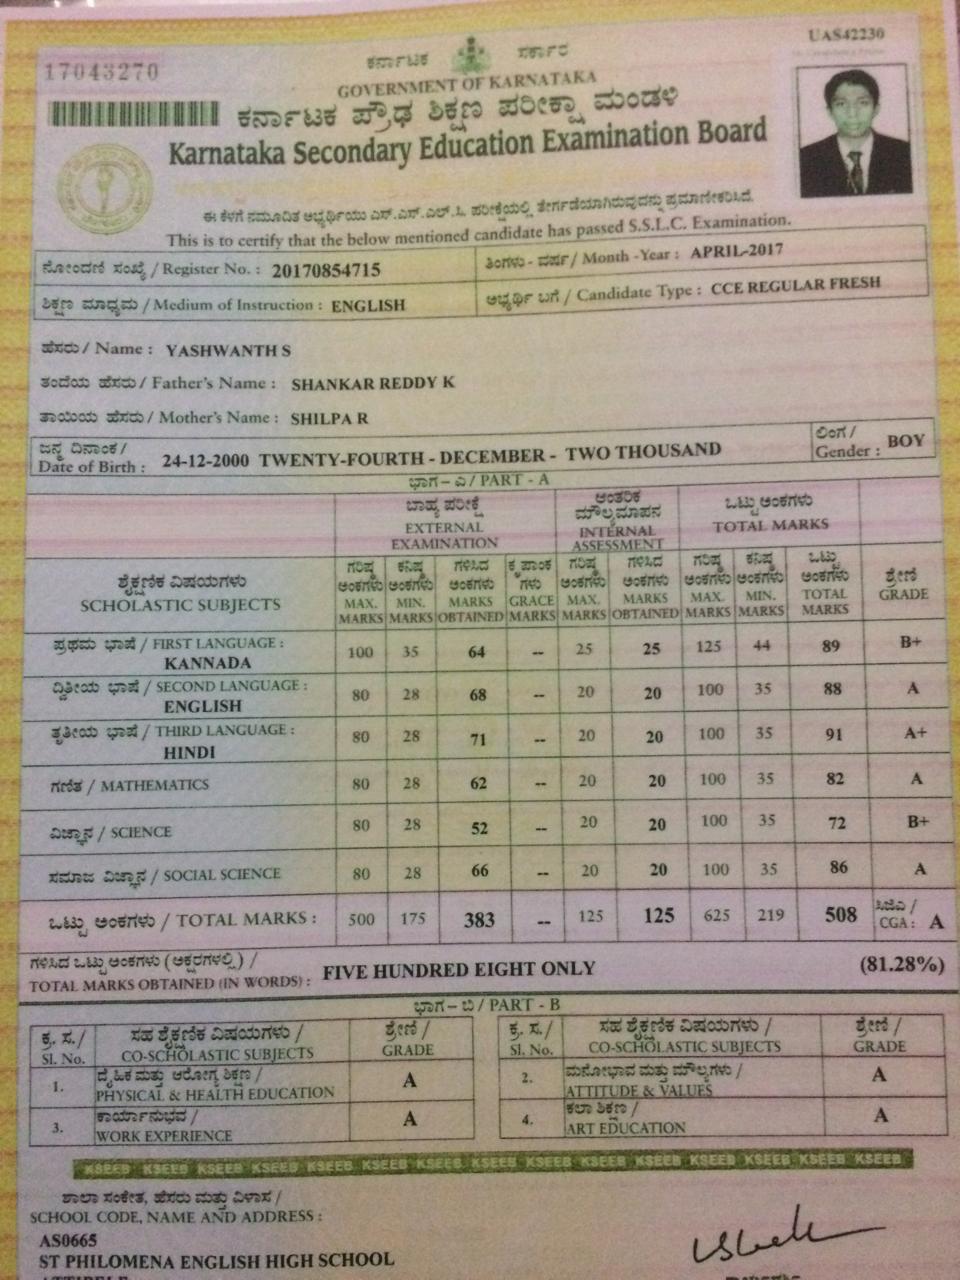 UAS42230
17043270
ಕರ್ನಾಟಕ ಸರ್ಕಾರ
GOVERNMENT OF KARNATAKA
ಕರ್ನಾಟಕ ಪ್ರೌಢ ಶಿಕ್ಷಣ ಪರೀಕ್ಷಾ ಮಂಡಳಿ
Karnataka Secondary Education Examination Board
ಈ ಕೆಳಗೆ ನಮೂದಿತ ಅಭ್ಯರ್ಥಿಯು ಎಸ್.ಎಸ್.ಎಲ್.ಸಿ. ಪರೀಕ್ಷೆಯಲ್ಲಿ ತೇರ್ಗಡೆಯಾಗಿರುವುದನ್ನು ಪ್ರಮಾಣೀಕರಿಸಿದೆ.
This is to certify that the below mentioned candidate has passed S.S.L.C. Examination.
ನೋಂದಣಿ ಸಂಖ್ಯೆ / Register No. : 20170854715 ತಿಂಗಳು - ವರ್ಷ / Month -Year : APRIL-2017
ಶಿಕ್ಷಣ ಮಾಧ್ಯಮ / Medium of Instruction : ENGLISH ಅಭ್ಯರ್ಥಿ ಬಗೆ / Candidate Type : CCE REGULAR FRESH
ಹೆಸರು / Name : YASHWANTH S
ತಂದೆಯ ಹೆಸರು / Father's Name : SHANKAR REDDY K
ತಾಯಿಯ ಹೆಸರು / Mother's Name : SHILPA R
ಜನ್ಮ ದಿನಾಂಕ / ಲಿಂಗ /
Date of Birth : 24-12-2000 TWENTY-FOURTH - DECEMBER - TWO THOUSAND Gender : BOY
ಭಾಗ-ಎ / PART - A
ಬಾಹ್ಯ ಪರೀಕ್ಷೆ ಆಂತರಿಕ ಮೌಲ್ಯಮಾಪನ ಒಟ್ಟು ಅಂಕಗಳು
EXTERNAL EXAMINATION INTERNAL ASSESSMENT TOTAL MARKS
ಶೈಕ್ಷಣಿಕ ವಿಷಯಗಳು ಗರಿಷ್ಠ ಅಂಕಗಳು ಕನಿಷ್ಠ ಅಂಕಗಳು ಗಳಿಸಿದ ಅಂಕಗಳು ಕೃಪಾಂಕಗಳು ಗರಿಷ್ಠ ಅಂಕಗಳು ಗಳಿಸಿದ ಅಂಕಗಳು ಗರಿಷ್ಠ ಅಂಕಗಳು ಕನಿಷ್ಠ ಅಂಕಗಳು ಒಟ್ಟು ಅಂಕಗಳು ಶ್ರೇಣಿ
SCHOLASTIC SUBJECTS MAX. MARKS MIN. MARKS MARKS OBTAINED GRACE MARKS MAX. MARKS MARKS OBTAINED MAX. MARKS MIN. MARKS TOTAL MARKS GRADE
ಪ್ರಥಮ ಭಾಷೆ / FIRST LANGUAGE :
KANNADA 100 35 64 -- 25 25 125 44 89 B+
ದ್ವಿತೀಯ ಭಾಷೆ / SECOND LANGUAGE :
ENGLISH 80 28 68 -- 20 20 100 35 88 A
ತೃತೀಯ ಭಾಷೆ / THIRD LANGUAGE :
HINDI 80 28 71 -- 20 20 100 35 91 A+
ಗಣಿತ / MATHEMATICS 80 28 62 -- 20 20 100 35 82 A
ವಿಜ್ಞಾನ / SCIENCE 80 28 52 -- 20 20 100 35 72 B+
ಸಮಾಜ ವಿಜ್ಞಾನ / SOCIAL SCIENCE 80 28 66 -- 20 20 100 35 86 A
ಒಟ್ಟು ಅಂಕಗಳು / TOTAL MARKS : 500 175 383 -- 125 125 625 219 508 ಸಿಜಿಎ / CGA : A
ಗಳಿಸಿದ ಒಟ್ಟು ಅಂಕಗಳು (ಅಕ್ಷರಗಳಲ್ಲಿ) /
TOTAL MARKS OBTAINED (IN WORDS) : FIVE HUNDRED EIGHT ONLY (81.28%)
ಭಾಗ-ಬಿ / PART - B
ಕ್ರ. ಸ. / ಸಹ ಶೈಕ್ಷಣಿಕ ವಿಷಯಗಳು / ಶ್ರೇಣಿ / ಕ್ರ. ಸ. / ಸಹ ಶೈಕ್ಷಣಿಕ ವಿಷಯಗಳು / ಶ್ರೇಣಿ /
Sl. No. CO-SCHOLASTIC SUBJECTS GRADE Sl. No. CO-SCHOLASTIC SUBJECTS GRADE
1. ದೈಹಿಕ ಮತ್ತು ಆರೋಗ್ಯ ಶಿಕ್ಷಣ / A 2. ಮನೋಭಾವ ಮತ್ತು ಮೌಲ್ಯಗಳು / A
PHYSICAL & HEALTH EDUCATION ATTITUDE & VALUES
3. ಕಾರ್ಯಾನುಭವ / A 4. ಕಲಾ ಶಿಕ್ಷಣ / A
WORK EXPERIENCE ART EDUCATION
KSEEB KSEEB KSEEB KSEEB KSEEB KSEEB KSEEB KSEEB KSEEB KSEEB KSEEB KSEEB KSEEB KSEEB KSEEB
ಶಾಲಾ ಸಂಕೇತ, ಹೆಸರು ಮತ್ತು ವಿಳಾಸ /
SCHOOL CODE, NAME AND ADDRESS :
AS0665
ST PHILOMENA ENGLISH HIGH SCHOOL
ATTIBELE